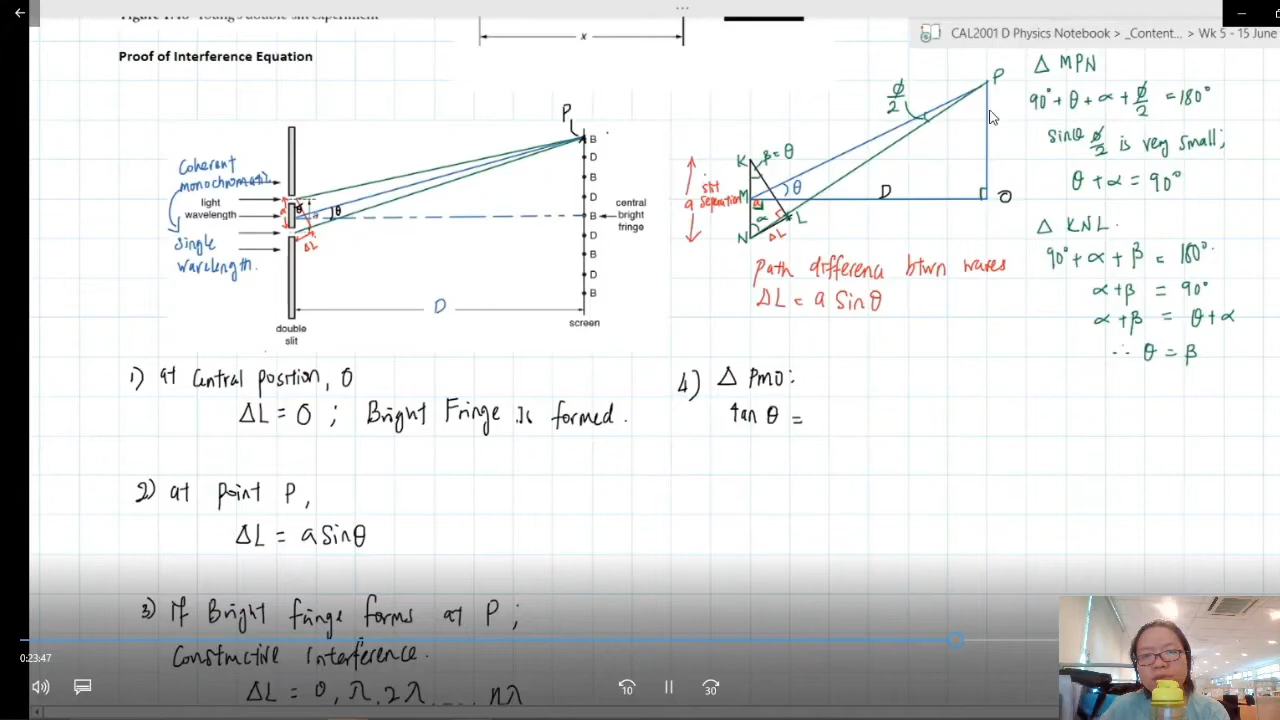 Proof of Interference Equation
x
CAL2001 D Physics Notebook > _Content... > Wk 5 - 15 June
P
B
D
B
D
B
D
B
D
B
Coherent
monochromatic
light
wavelength
single
wavelength.
a
θ
θ
ΔL
central
bright
fringe
D
double
slit
screen
P
ϕ/2
K
β = θ
slit
separation
a
M
θ
D
O
α
L
N
ΔL
Path difference btwn waves
ΔL = a sin θ
Δ MPN
90° + θ + α + ϕ/2 = 180°
since ϕ/2 is very small;
θ + α = 90°
Δ KNL.
90° + α + β = 180°.
α + β = 90°
α + β = θ + α
∴ θ = β
1) at central position, O
ΔL = 0 ; Bright Fringe is formed.
2) at point P,
ΔL = a sin θ
3) If Bright fringe forms at P ;
Constructive interference.
ΔL = 0, λ, 2λ, .... nλ
4) Δ PMO:
tan θ =
0:23:47
10
30